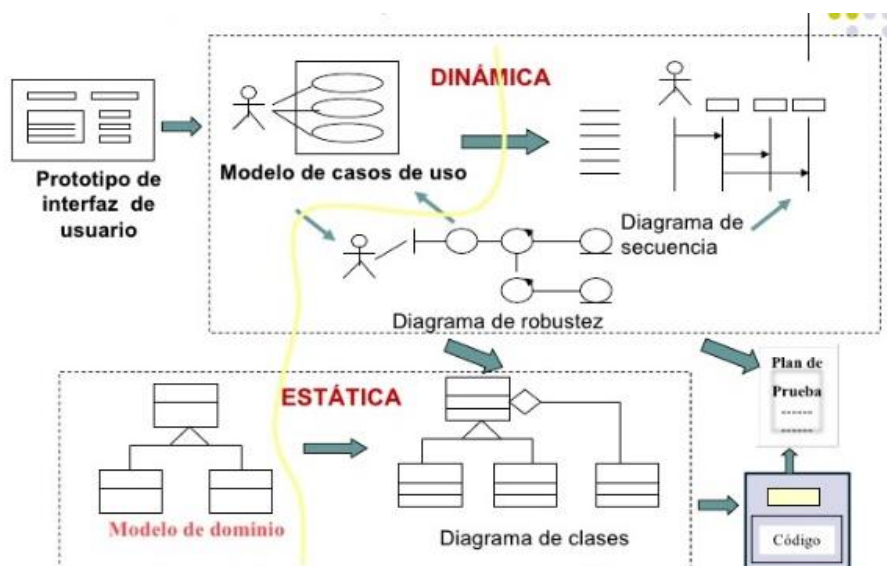 DINÁMICA
Modelo de casos de uso
Prototipo de
interfaz de
usuario
Diagrama de
secuencia
Diagrama de robustez
Plan de
Prueba
------
------
ESTÁTICA
Modelo de dominio
Diagrama de clases
Código